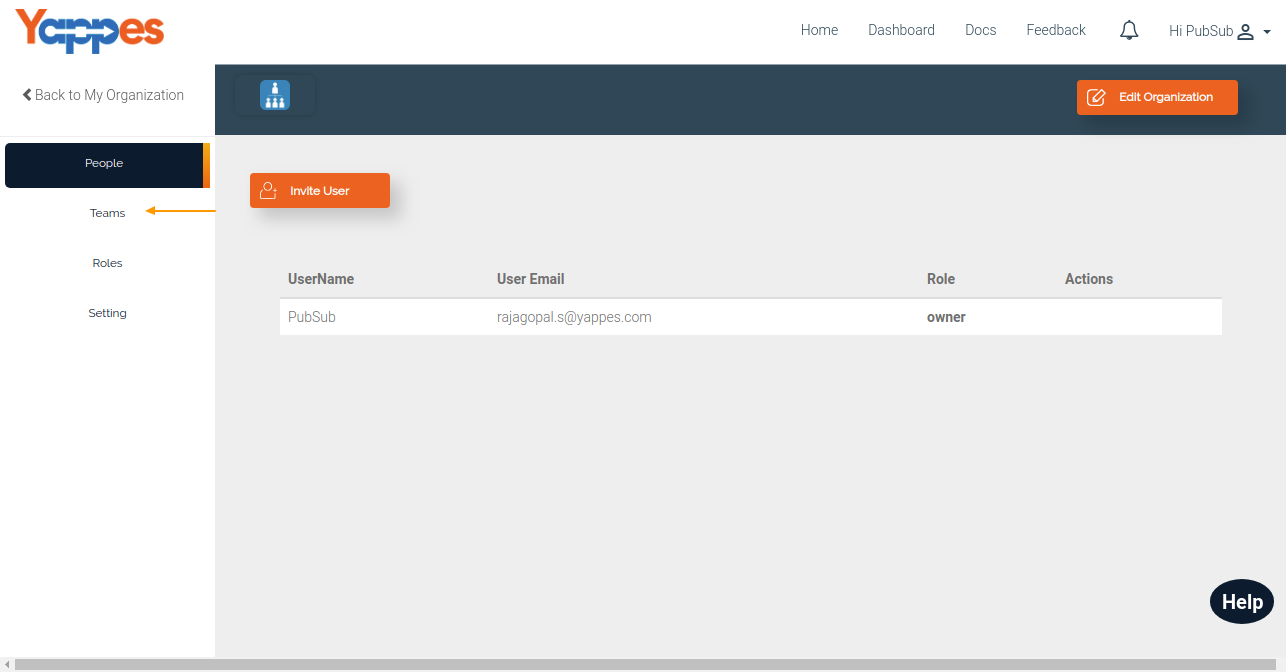 Yappes
Home Dashboard Docs Feedback Hi PubSub
Back to My Organization
Edit Organization
People
Teams
Roles
Setting
Invite User
UserName User Email Role Actions
PubSub rajagopal.s@yappes.com owner
Help